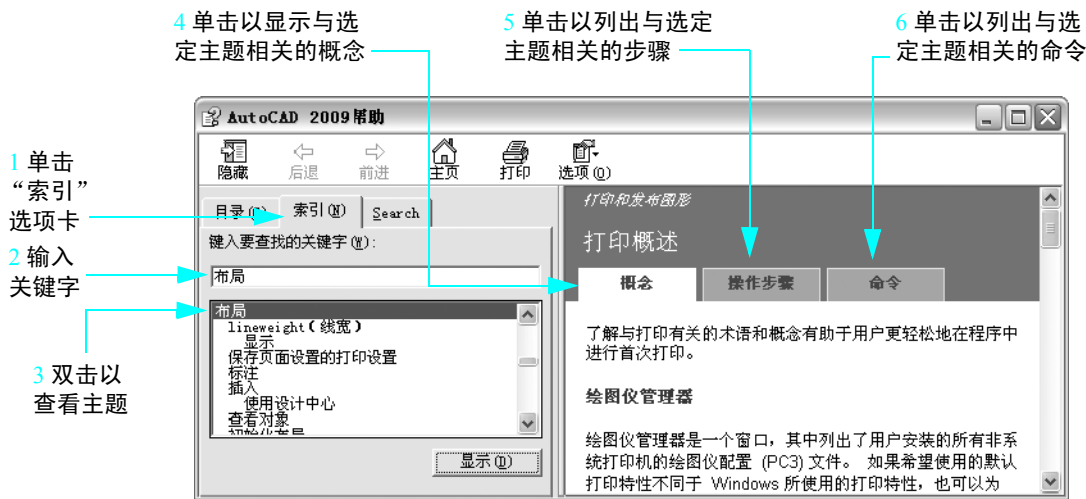 4 单击以显示与选
定主题相关的概念
5 单击以列出与选定
主题相关的步骤
6 单击以列出与选
定主题相关的命令
1 单击
“索引”
选项卡
2 输入
关键字
3 双击以
查看主题
AutoCAD 2009 帮助
隐藏 后退 前进 主页 打印 选项(O)
目录(C) 索引(N) Search
键入要查找的关键字(W):
布局
布局
lineweight(线宽)
显示
保存页面设置的打印设置
标注
插入
使用设计中心
查看对象
初始化布局
显示(D)
打印和发布图形
打印概述
概念 操作步骤 命令
了解与打印有关的术语和概念有助于用户更轻松地在程序中
进行首次打印。
绘图仪管理器
绘图仪管理器是一个窗口，其中列出了用户安装的所有非系
统打印机的绘图仪配置 (PC3) 文件。 如果希望使用的默认
打印特性不同于 Windows 所使用的打印特性，也可以为